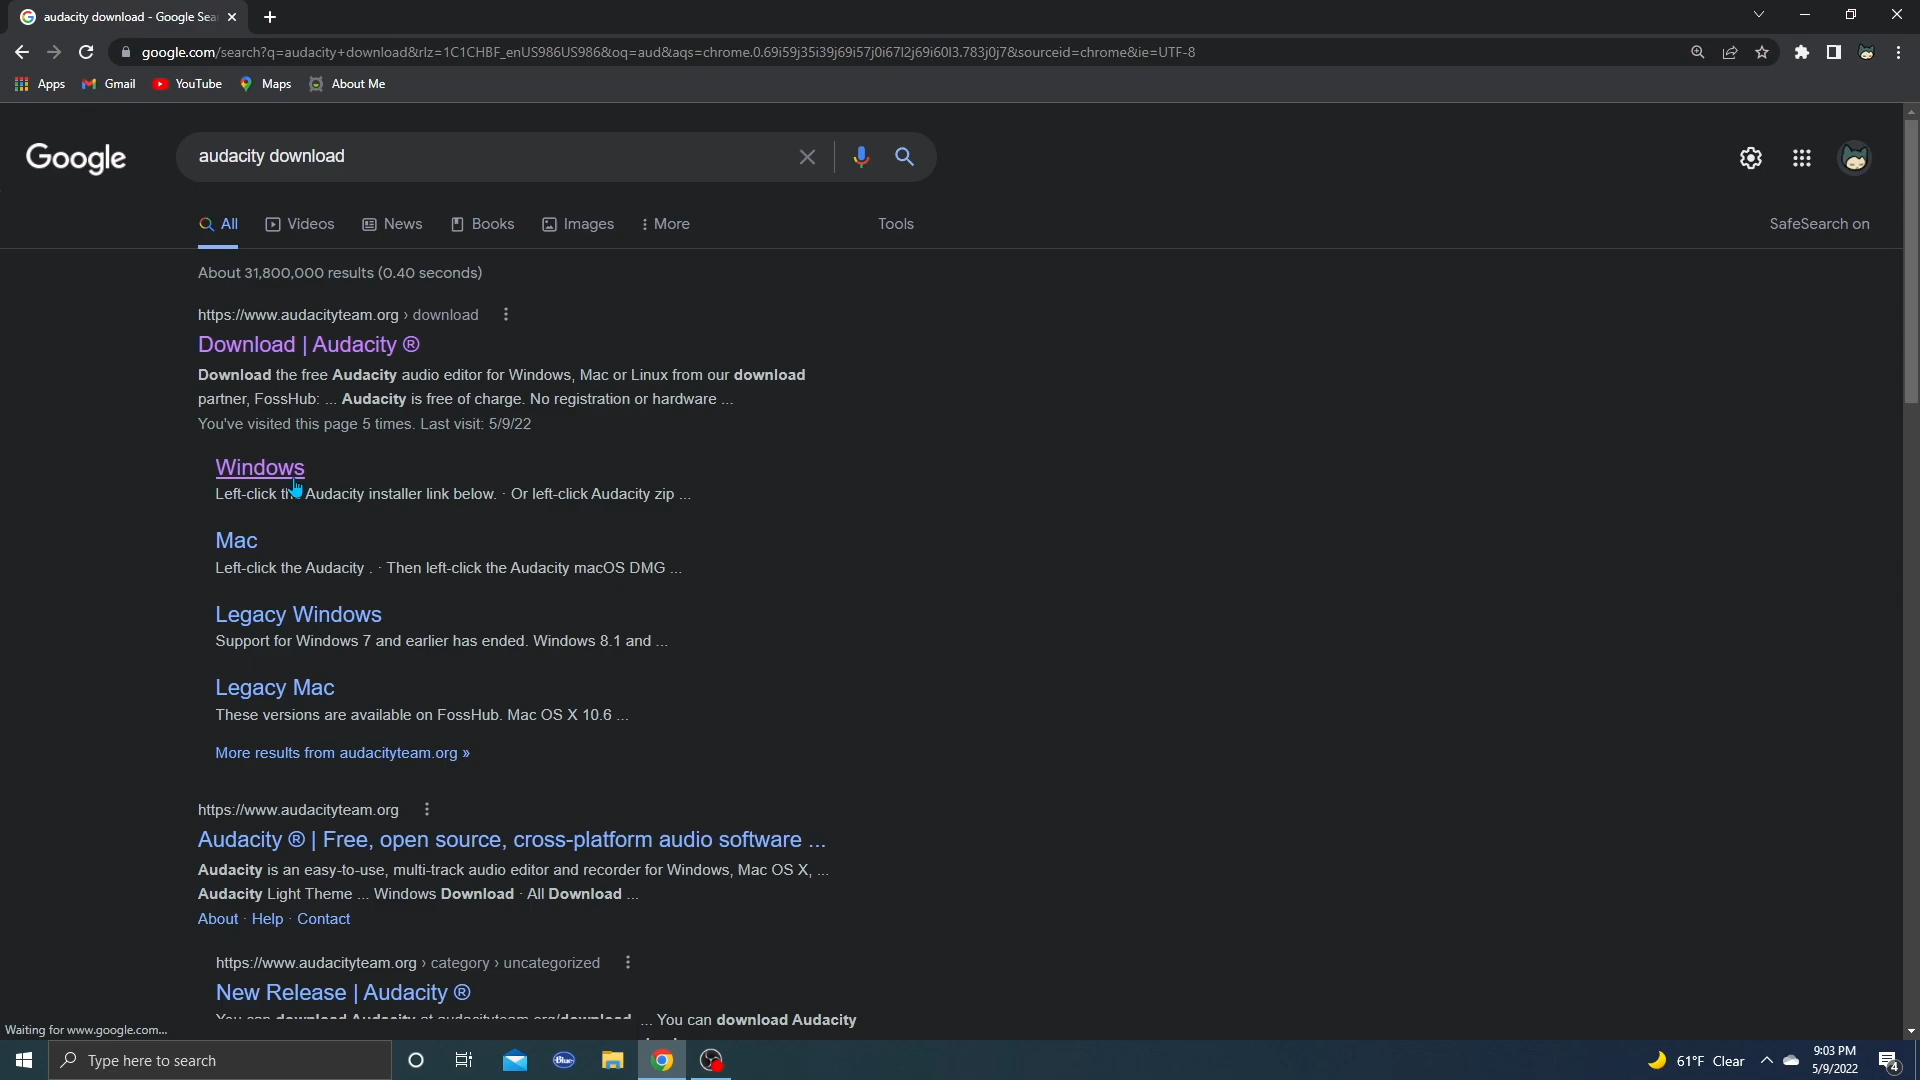 audacity download - Google Sea
google.com/search?q=audacity+download&rlz=1C1CHBF_enUS986US986&oq=aud&aqs=chrome.0.69i59j35i39j69i57j0i67l2j69i60l3.783j0j7&sourceid=chrome&ie=UTF-8
Apps Gmail YouTube Maps About Me
Google audacity download
All Videos News Books Images More Tools SafeSearch on
About 31,800,000 results (0.40 seconds)
https://www.audacityteam.org › download
Download | Audacity ®
Download the free Audacity audio editor for Windows, Mac or Linux from our download
partner, FossHub: ... Audacity is free of charge. No registration or hardware ...
You've visited this page 5 times. Last visit: 5/9/22
Windows
Left-click the Audacity installer link below. · Or left-click Audacity zip ...
Mac
Left-click the Audacity . · Then left-click the Audacity macOS DMG ...
Legacy Windows
Support for Windows 7 and earlier has ended. Windows 8.1 and ...
Legacy Mac
These versions are available on FossHub. Mac OS X 10.6 ...
More results from audacityteam.org »
https://www.audacityteam.org
Audacity ® | Free, open source, cross-platform audio software ...
Audacity is an easy-to-use, multi-track audio editor and recorder for Windows, Mac OS X, ...
Audacity Light Theme ... Windows Download · All Download ...
About · Help · Contact
https://www.audacityteam.org › category › uncategorized
New Release | Audacity ®
You can download Audacity at audacityteam.org/download ... You can download Audacity
Waiting for www.google.com...
Type here to search Blue 61°F Clear 9:03 PM
5/9/2022 4